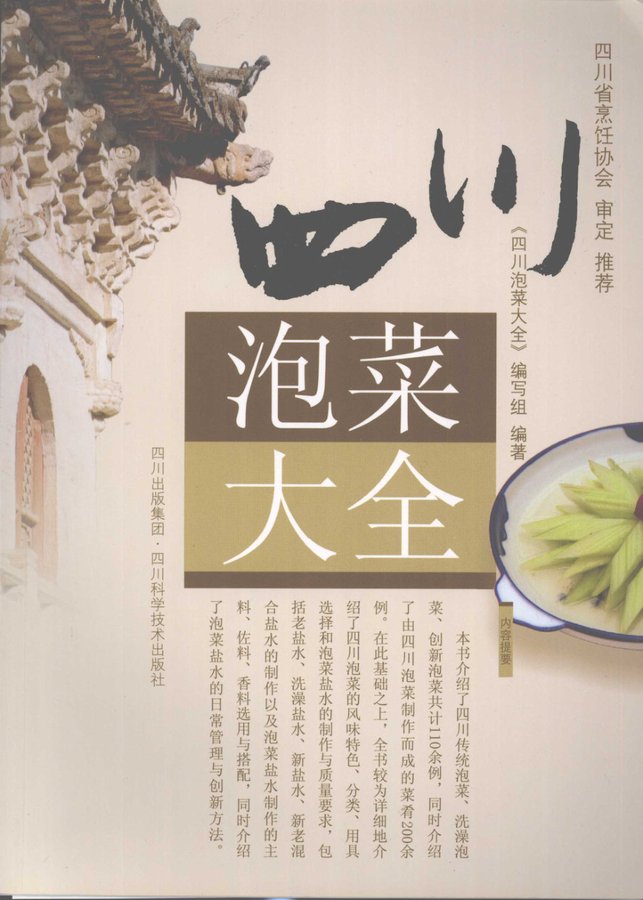 四川省烹饪协会 审定 推荐
四川
《四川泡菜大全》 编写组 编著
泡菜
大全
四川出版集团·四川科学技术出版社
内容提要
本书介绍了四川传统泡菜、洗澡泡
菜、创新泡菜共计110余例，同时介绍
了由四川泡菜制作而成的菜肴200余
例。在此基础之上，全书较为详细地介
绍了四川泡菜的风味特色、分类、用具
选择和泡菜盐水的制作与质量要求，包
括老盐水、洗澡盐水、新盐水、新老混
合盐水的制作以及泡菜盐水制作的主
料、佐料、香料选用与搭配，同时介绍
了泡菜盐水的日常管理与创新方法。